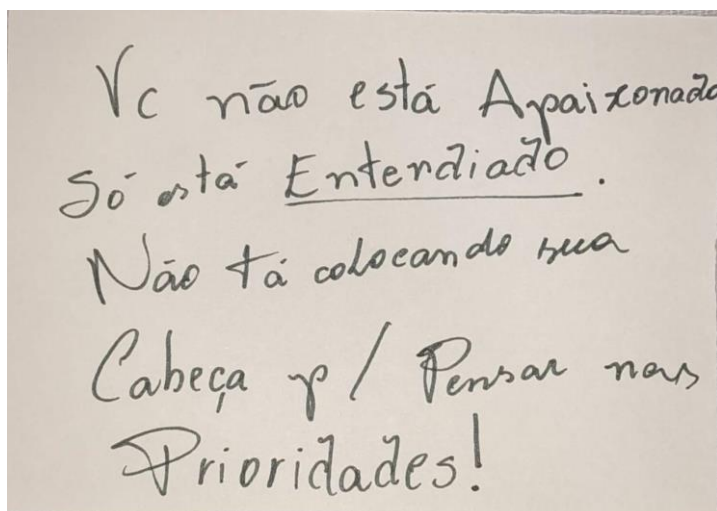 Vc não está Apaixonado
Só está Entendiado.
Não tá colocando sua
Cabeça p/ Pensar nas
Prioridades!